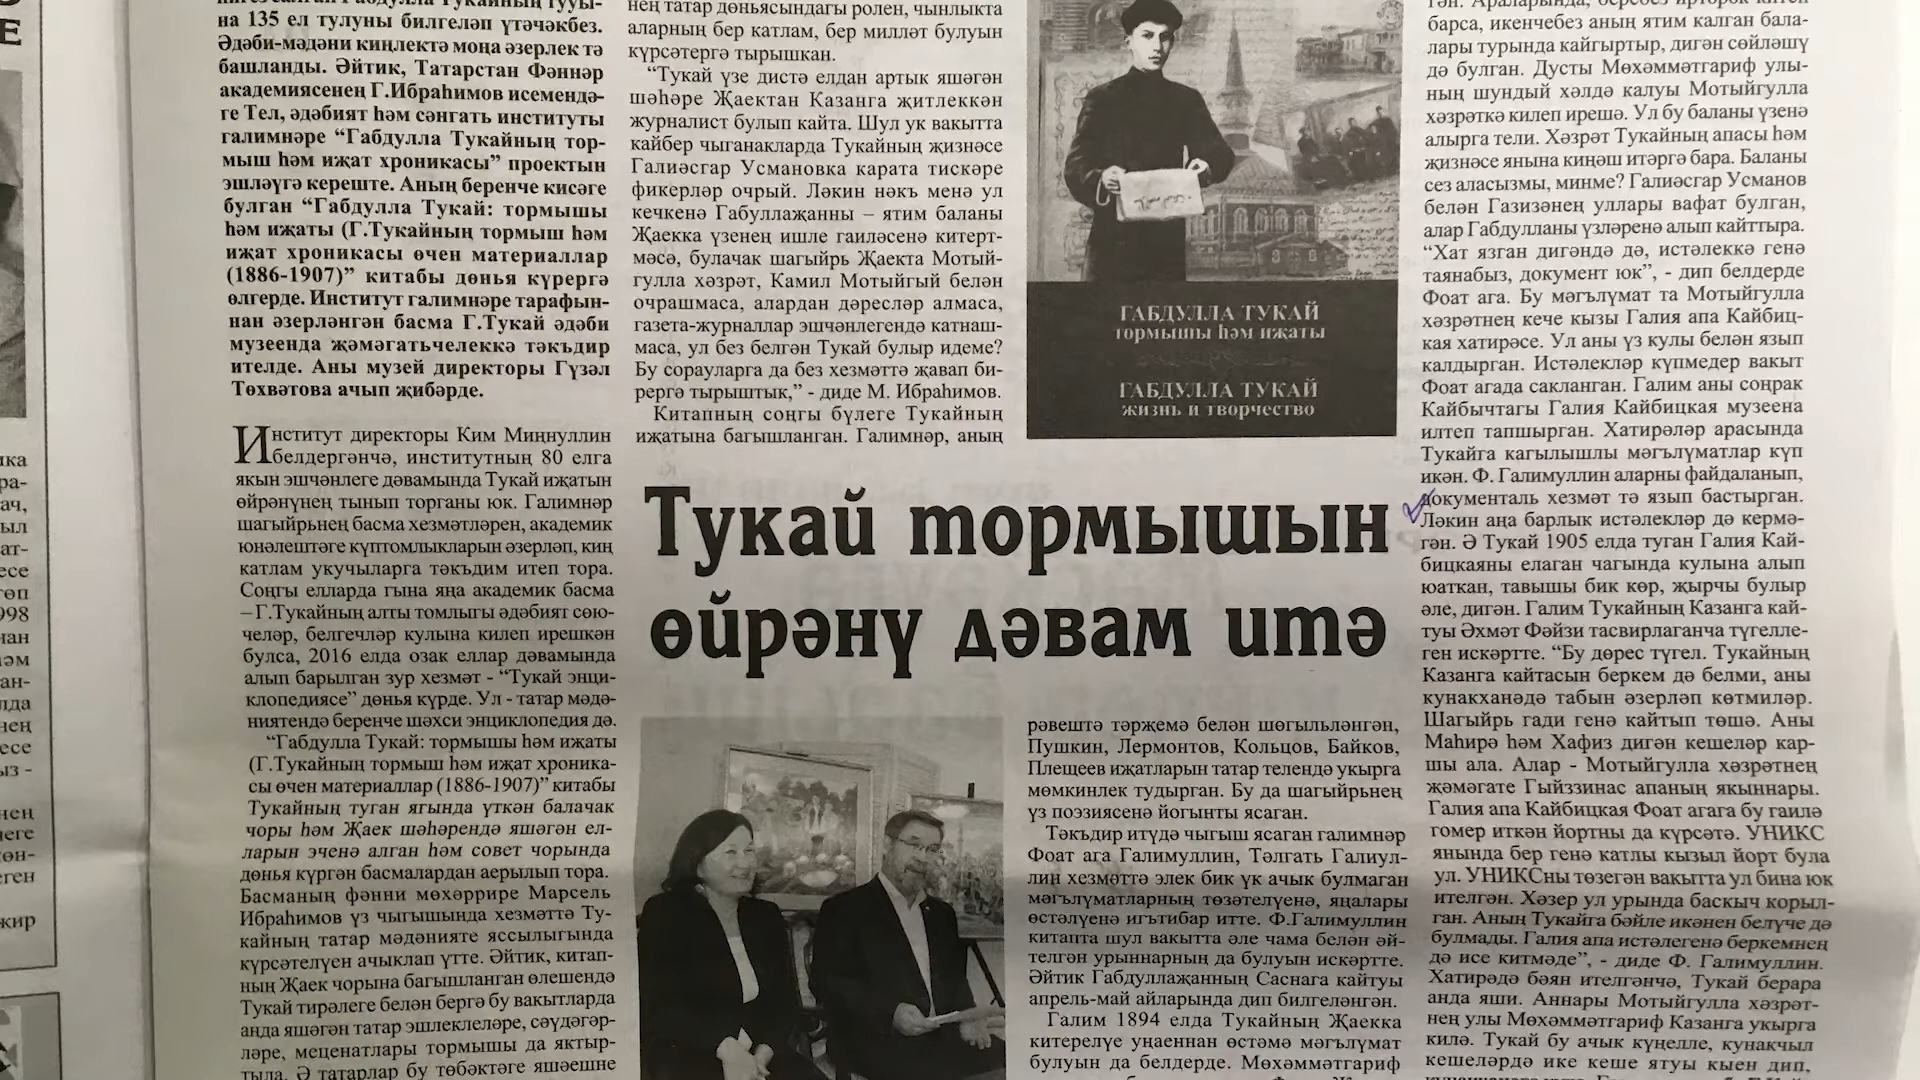 на 135 ел тулуны билгеләп үтәчәкбез.
Әдәби-мәдәни киңлектә моңа әзерлек тә
башланды. Әйтик, Татарстан Фәннәр
академиясенең Г.Ибраһимов исемендә-
ге Тел, әдәбият һәм сәнгать институты
галимнәре “Габдулла Тукайның тор-
мыш һәм иҗат хроникасы” проектын
эшләүгә кереште. Аның беренче кисәге
булган “Габдулла Тукай: тормышы
һәм иҗаты (Г.Тукайның тормыш һәм
иҗат хроникасы өчен материаллар
(1886-1907)” китабы дөнья күрергә
өлгерде. Институт галимнәре тарафын-
нан әзерләнгән басма Г.Тукай әдәби
музеенда җәмәгатьчелеккә тәкъдир
ителде. Аны музей директоры Гүзәл
Төхвәтова ачып җибәрде.
Институт директоры Ким Миңнуллин
белдергәнчә, институтның 80 елга
якын эшчәнлеге дәвамында Тукай иҗатын
өйрәнүнең тынып торганы юк. Галимнәр
шагыйрьнең басма хезмәтләрен, академик
юнәлештәге күптомлыкларын әзерләп, киң
катлам укучыларга тәкъдим итеп тора.
Соңгы елларда гына яңа академик басма
– Г.Тукайның алты томлыгы әдәбият сөю-
челәр, белгечләр кулына килеп ирешкән
булса, 2016 елда озак еллар дәвамында
алып барылган зур хезмәт - “Тукай энци-
клопедиясе” дөнья күрде. Ул - татар мәдә-
ниятендә беренче шәхси энциклопедия дә.
“Габдулла Тукай: тормышы һәм иҗаты
(Г.Тукайның тормыш һәм иҗат хроника-
сы өчен материаллар (1886-1907)” китабы
Тукайның туган ягында үткән балачак
чоры һәм Җаек шәһәрендә яшәгән ел-
ларын эченә алган һәм совет чорында
дөнья күргән басмалардан аерылып тора.
Басманың фәнни мөхәррире Марсель
Ибраһимов үз чыгышында хезмәттә Ту-
кайның татар мәдәнияте яссылыгында
күрсәтелүен ачыклап үтте. Әйтик, китап-
ның Җаек чорына багышланган өлешендә
Тукай тирәлеге белән бергә бу вакытларда
анда яшәгән татар эшлеклеләре, сәүдәгәр-
ләре, меценатлары тормышы да яктыр-
тыла. Ә татарлар бу төбәктәге яшәешне
нең татар дөньясындагы ролен, чынлыкта
аларның бер катлам, бер милләт булуын
күрсәтергә тырышкан.
“Тукай үзе дистә елдан артык яшәгән
шәһәре Җаектан Казанга җитлеккән
журналист булып кайта. Шул ук вакытта
кайбер чыганакларда Тукайның җизнәсе
Галиәсгар Усмановка карата тискәре
фикерләр очрый. Ләкин нәкъ менә ул
кечкенә Габуллаҗанны – ятим баланы
Җаекка үзенең ишле гаиләсенә китерт-
мәсә, булачак шагыйрь Җаекта Мотый-
гулла хәзрәт, Камил Мотыйгый белән
очрашмаса, алардан дәресләр алмаса,
газета-журналлар эшчәнлегендә катнаш-
маса, ул без белгән Тукай булыр идеме?
Бу сорауларга да без хезмәттә җавап би-
рергә тырыштык,” - диде М. Ибраһимов.
Китапның соңгы бүлеге Тукайның
иҗатына багышланган. Галимнәр, аның
ГАБДУЛЛА ТУКАЙ
тормышы һәм иҗаты
ГАБДУЛЛА ТУКАЙ
жизнь и творчество
Тукай тормышын
өйрәнү дәвам итә
рәвештә тәрҗемә белән шөгыльләнгән,
Пушкин, Лермонтов, Кольцов, Байков,
Плещеев иҗатларын татар телендә укырга
мөмкинлек тудырган. Бу да шагыйрьнең
үз поэзиясенә йогынты ясаган.
Тәкъдир итүдә чыгыш ясаган галимнәр
Фоат ага Галимуллин, Тәлгать Галиул-
лин хезмәттә элек бик үк ачык булмаган
мәгълүматларның төзәтелүенә, яңалары
өстәлүенә игътибар итте. Ф.Галимуллин
китапта шул вакытта әле чама белән әй-
телгән урыннарның да булуын искәртте.
Әйтик Габдуллаҗанның Саснага кайтуы
апрель-май айларында дип билгеләнгән.
Галим 1894 елда Тукайның Җаекка
китерелүе уңаеннан өстәмә мәгълүмат
булуын да белдерде. Мөхәммәтгариф
барса, икенчебез аның ятим калган бала-
лары турында кайгыртыр, дигән сөйләшү
дә булган. Дусты Мөхәммәтгариф улы-
ның шундый хәлдә калуы Мотыйгулла
хәзрәткә килеп ирешә. Ул бу баланы үзенә
алырга тели. Хәзрәт Тукайның апасы һәм
җизнәсе янына киңәш итәргә бара. Баланы
сез аласызмы, минме? Галиәсгар Усманов
белән Газизәнең уллары вафат булган,
алар Габдулланы үзләренә алып кайттыра.
“Хат язган дигәндә дә, истәлеккә генә
таянабыз, документ юк”, - дип белдерде
Фоат ага. Бу мәгълүмат та Мотыйгулла
хәзрәтнең кече кызы Галия апа Кайбиц-
кая хатирәсе. Ул аны үз кулы белән язып
калдырган. Истәлекләр күпмедер вакыт
Фоат агада сакланган. Галим аны соңрак
Кайбычтагы Галия Кайбицкая музеена
илтеп тапшырган. Хатирәләр арасында
Тукайга кагылышлы мәгълүматлар күп
икән. Ф. Галимуллин аларны файдаланып,
документаль хезмәт тә язып бастырган.
Ләкин аңа барлык истәлекләр дә кермә-
гән. Ә Тукай 1905 елда туган Галия Кай-
бицкаяны елаган чагында кулына алып
юаткан, тавышы бик көр, җырчы булыр
әле, дигән. Галим Тукайның Казанга кай-
туы Әхмәт Фәйзи тасвирлаганча түгелле-
ген искәртте. “Бу дөрес түгел. Тукайның
Казанга кайтасын беркем дә белми, аны
кунакханәдә табын әзерләп көтмиләр.
Шагыйрь гади генә кайтып төшә. Аны
Маһирә һәм Хафиз дигән кешеләр кар-
шы ала. Алар - Мотыйгулла хәзрәтнең
җәмәгате Гыйззинас апаның якыннары.
Галия апа Кайбицкая Фоат агага бу гаилә
гомер иткән йортны да күрсәтә. УНИКС
янында бер генә катлы кызыл йорт була
ул. УНИКСны төзегән вакытта ул бина юк
ителгән. Хәзер ул урында баскыч корыл-
ган. Аның Тукайга бәйле икәнен белүче дә
булмады. Галия апа истәлегенә беркемнең
дә исе китмәде”, - диде Ф. Галимуллин.
Хатирәдә бәян ителгәнчә, Тукай берара
анда яши. Аннары Мотыйгулла хәзрәт-
нең улы Мөхәммәтгариф Казанга укырга
килә. Тукай бу ачык күңелле, кунакчыл
кешеләрдә ике кеше ятуы кыен дип,